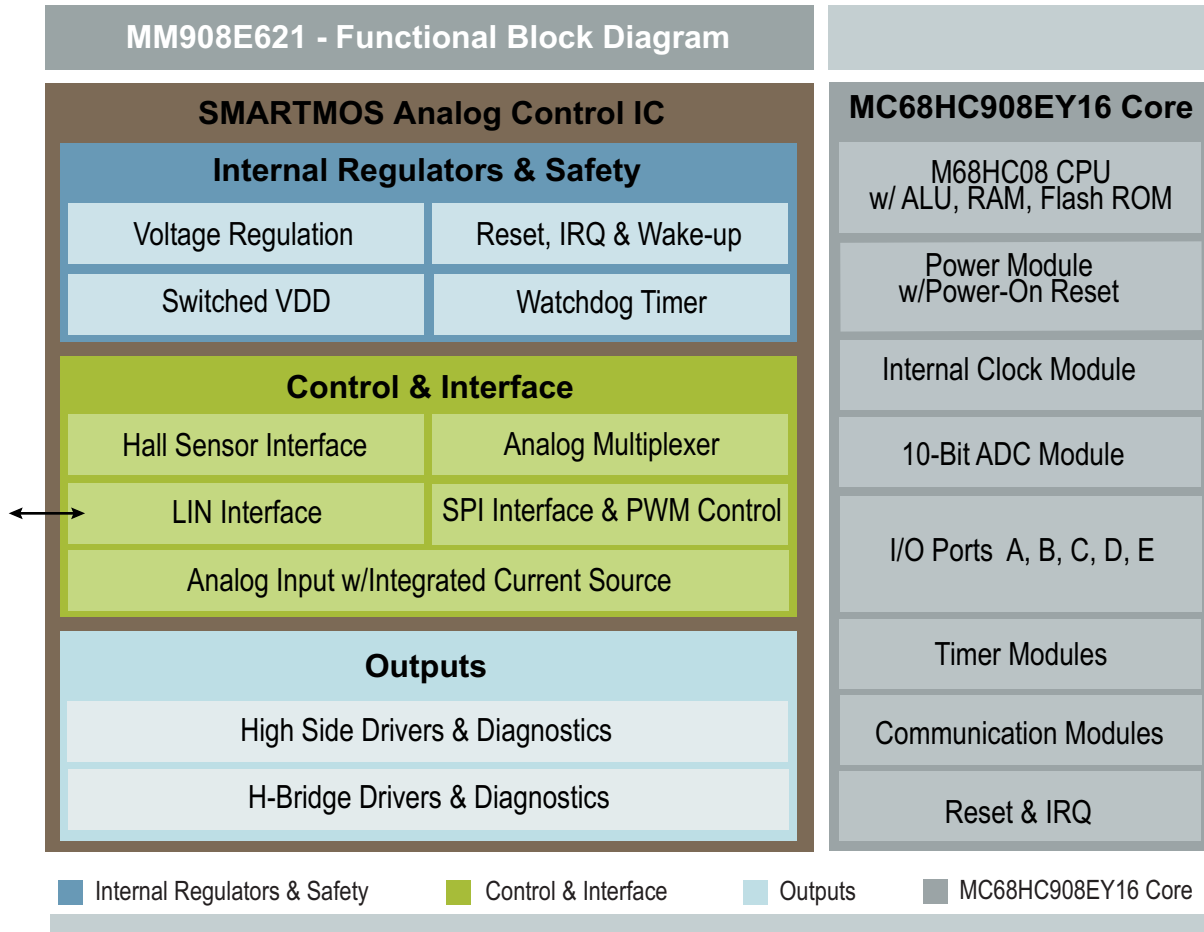 MM908E621 - Functional Block Diagram
SMARTMOS Analog Control IC
Internal Regulators & Safety
Voltage Regulation
Reset, IRQ & Wake-up
Switched VDD
Watchdog Timer
Control & Interface
Hall Sensor Interface
Analog Multiplexer
LIN Interface
SPI Interface & PWM Control
Analog Input w/Integrated Current Source
Outputs
High Side Drivers & Diagnostics
H-Bridge Drivers & Diagnostics
MC68HC908EY16 Core
M68HC08 CPU
w/ ALU, RAM, Flash ROM
Power Module
w/Power-On Reset
Internal Clock Module
10-Bit ADC Module
I/O Ports A, B, C, D, E
Timer Modules
Communication Modules
Reset & IRQ
Internal Regulators & Safety
Control & Interface
Outputs
MC68HC908EY16 Core